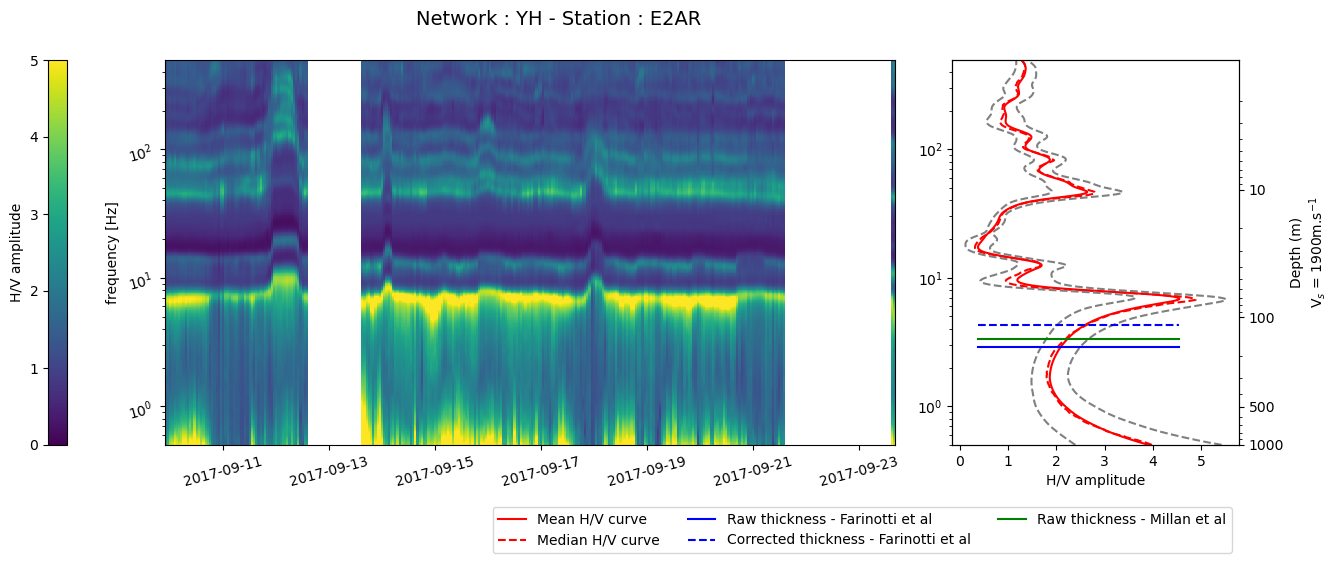 Network : YH - Station : E2AR
5
4
3
2
1
0
H/V amplitude
10²
10¹
10⁰
frequency [Hz]
2017-09-11
2017-09-13
2017-09-15
2017-09-17
2017-09-19
2017-09-21
2017-09-23
10²
10¹
10⁰
0
1
2
3
4
5
H/V amplitude
10
100
500
1000
Depth (m)
Vₛ = 1900m.s⁻¹
Mean H/V curve
Median H/V curve
Raw thickness - Farinotti et al
Corrected thickness - Farinotti et al
Raw thickness - Millan et al